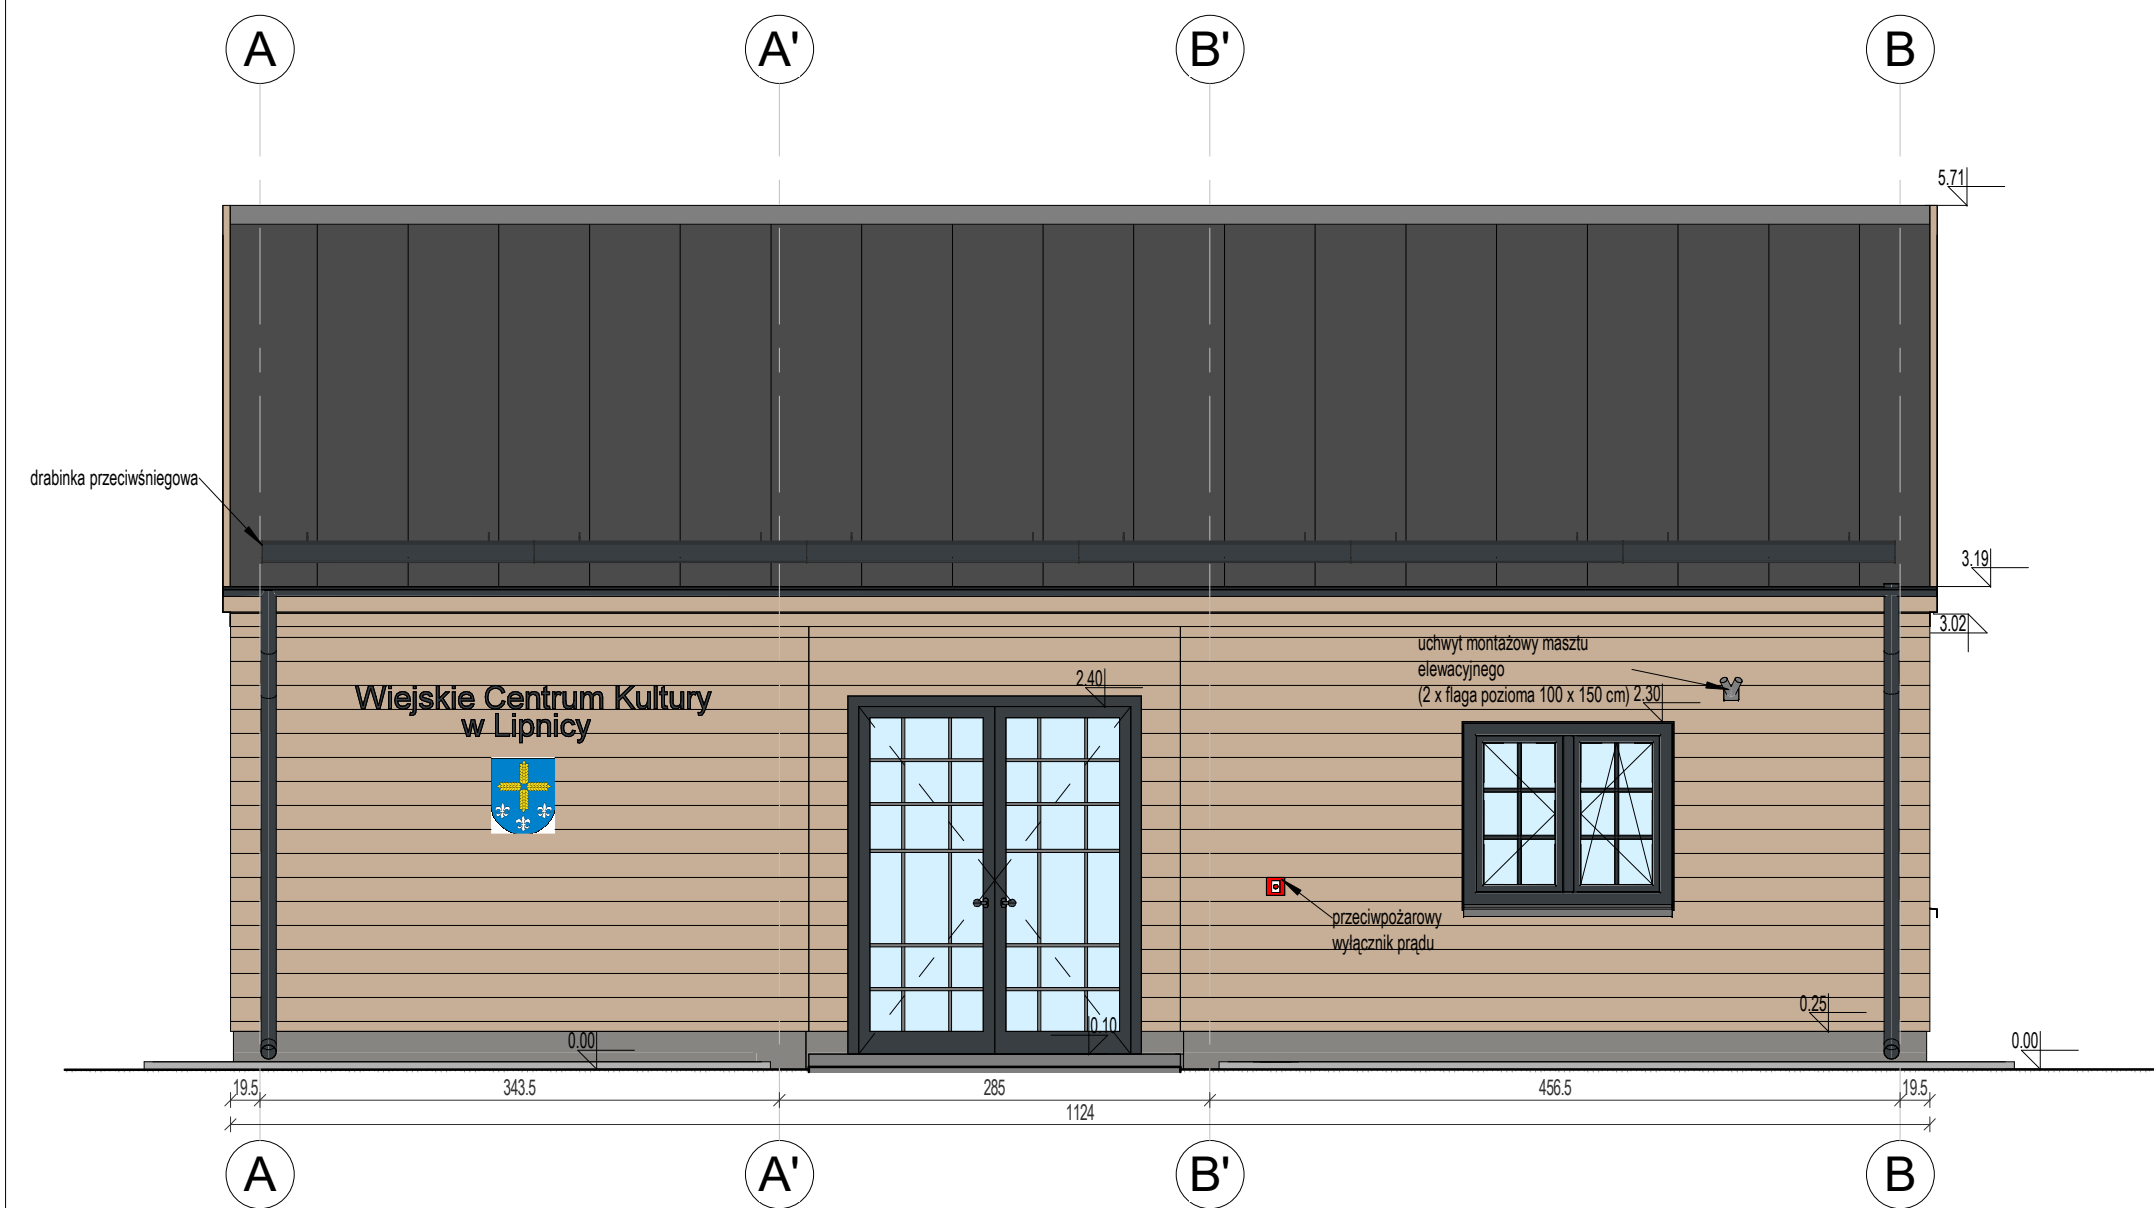 A A' B' B
5.71
drabinka przeciwśniegowa
3.19
3.02
uchwyt montażowy masztu
elewacyjnego
(2 x flaga pozioma 100 x 150 cm) 2.30
2.40
Wiejskie Centrum Kultury
w Lipnicy
przeciwpożarowy
wyłącznik prądu
0.25
0.10
0.00
0.00
19.5 343.5 285 456.5 19.5
1124
A A' B' B